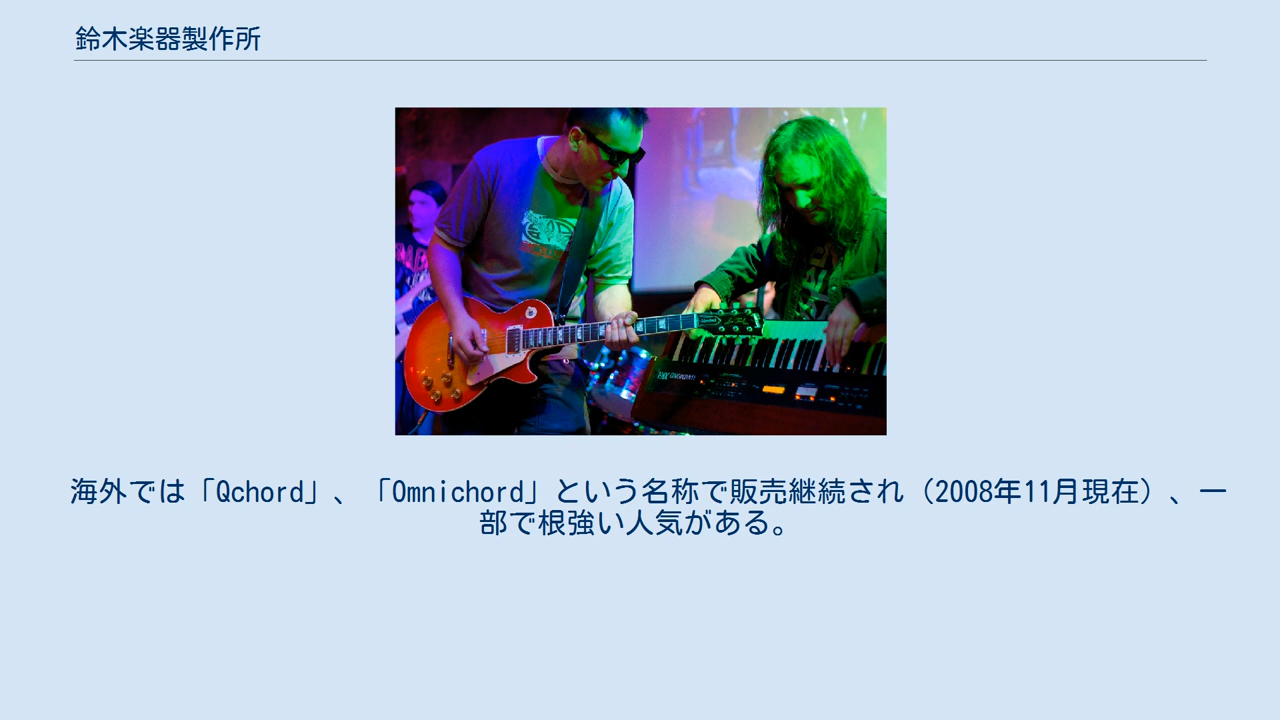 鈴木楽器製作所
海外では「Qchord」、「Omnichord」という名称で販売継続され（2008年11月現在）、一
部で根強い人気がある。